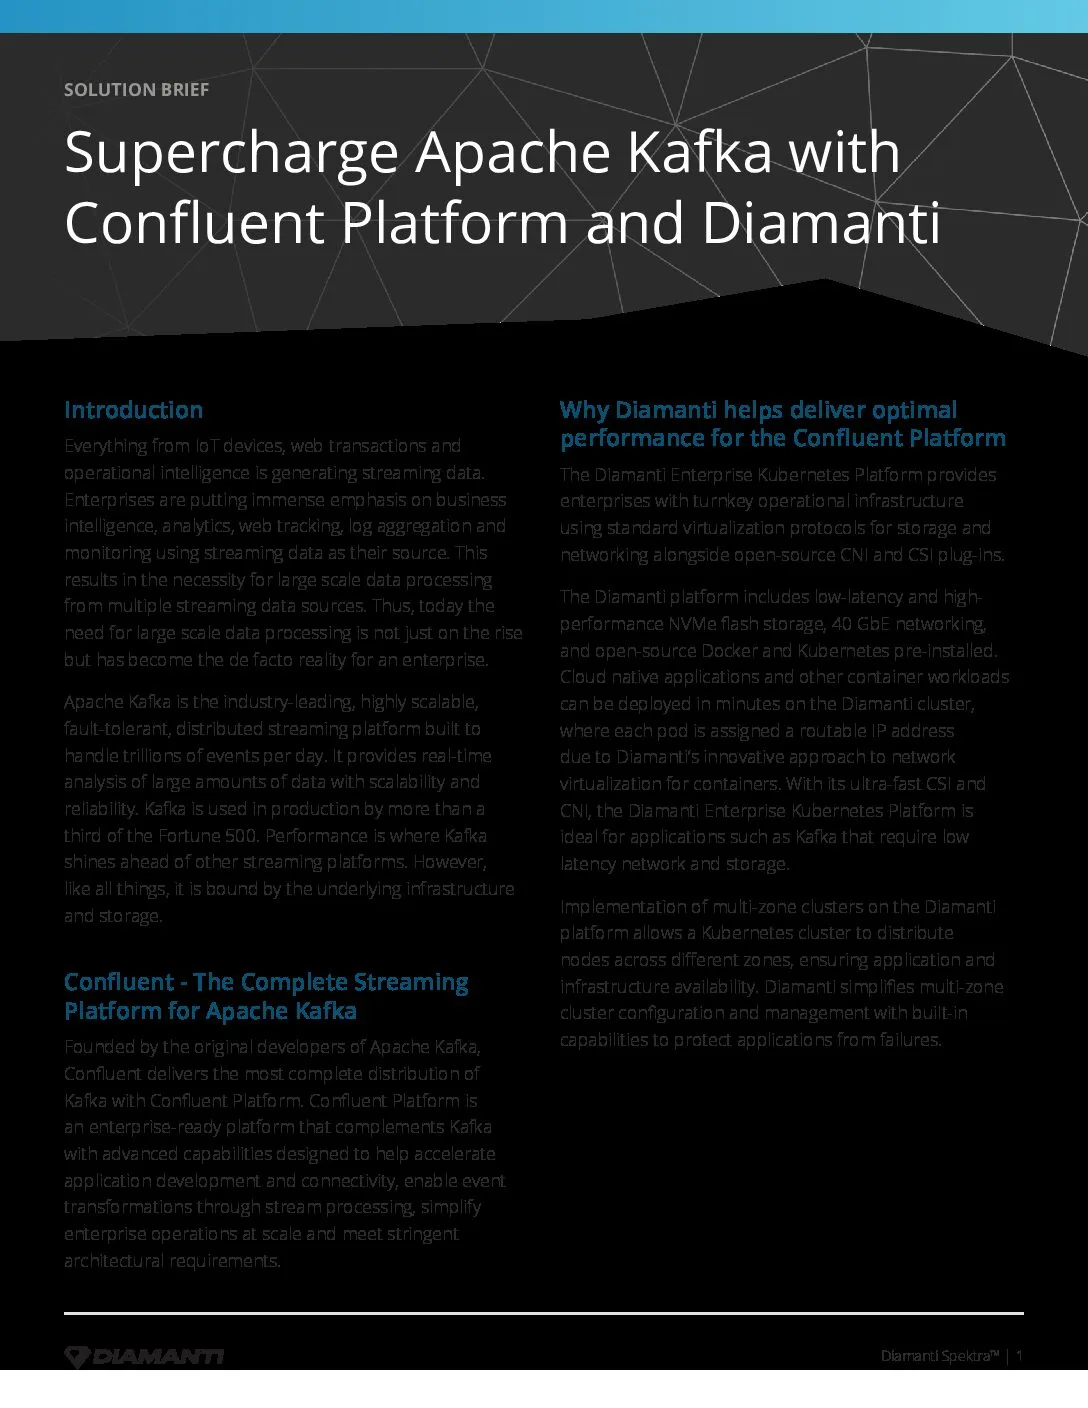 SOLUTION BRIEF
Supercharge Apache Kafka with
Confluent Platform and Diamanti
Introduction
Everything from IoT devices, web transactions and
operational intelligence is generating streaming data.
Enterprises are putting immense emphasis on business
intelligence, analytics, web tracking, log aggregation and
monitoring using streaming data as their source. This
results in the necessity for large scale data processing
from multiple streaming data sources. Thus, today the
need for large scale data processing is not just on the rise
but has become the de facto reality for an enterprise.
Apache Kafka is the industry-leading, highly scalable,
fault-tolerant, distributed streaming platform built to
handle trillions of events per day. It provides real-time
analysis of large amounts of data with scalability and
reliability. Kafka is used in production by more than a
third of the Fortune 500. Performance is where Kafka
shines ahead of other streaming platforms. However,
like all things, it is bound by the underlying infrastructure
and storage.
Confluent - The Complete Streaming
Platform for Apache Kafka
Founded by the original developers of Apache Kafka,
Confluent delivers the most complete distribution of
Kafka with Confluent Platform. Confluent Platform is
an enterprise-ready platform that complements Kafka
with advanced capabilities designed to help accelerate
application development and connectivity, enable event
transformations through stream processing, simplify
enterprise operations at scale and meet stringent
architectural requirements.
Why Diamanti helps deliver optimal
performance for the Confluent Platform
The Diamanti Enterprise Kubernetes Platform provides
enterprises with turnkey operational infrastructure
using standard virtualization protocols for storage and
networking alongside open-source CNI and CSI plug-ins.
The Diamanti platform includes low-latency and high-
performance NVMe flash storage, 40 GbE networking,
and open-source Docker and Kubernetes pre-installed.
Cloud native applications and other container workloads
can be deployed in minutes on the Diamanti cluster,
where each pod is assigned a routable IP address
due to Diamanti's innovative approach to network
virtualization for containers. With its ultra-fast CSI and
CNI, the Diamanti Enterprise Kubernetes Platform is
ideal for applications such as Kafka that require low
latency network and storage.
Implementation of multi-zone clusters on the Diamanti
platform allows a Kubernetes cluster to distribute
nodes across different zones, ensuring application and
infrastructure availability. Diamanti simplifies multi-zone
cluster configuration and management with built-in
capabilities to protect applications from failures.
DIAMANTI
Diamanti Spektra™ | 1